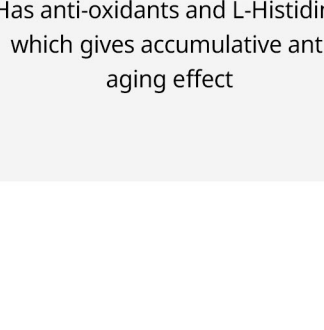 Has anti-oxidants and L-Histidi
which gives accumulative ant
aging effect